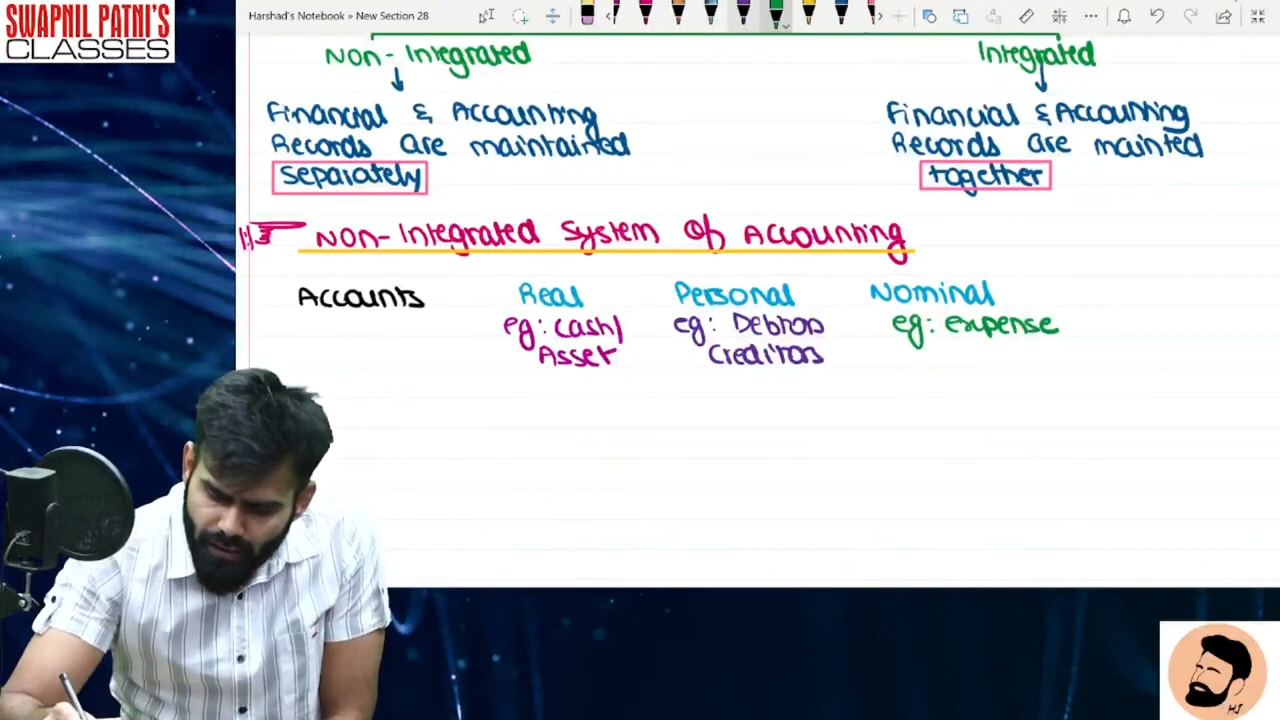 SWAPNIL PATNI'S
CLASSES
Harshad's Notebook » New Section 28
Non-Integrated
Integrated
Financial & Accounting
Records are maintained
separately
Financial & Accounting
Records are mainted
together
1) Non-Integrated System of Accounting
Accounts Real Personal Nominal
eg: Cash/ eg: Debtors eg: expense
Asset Creditors
HJ